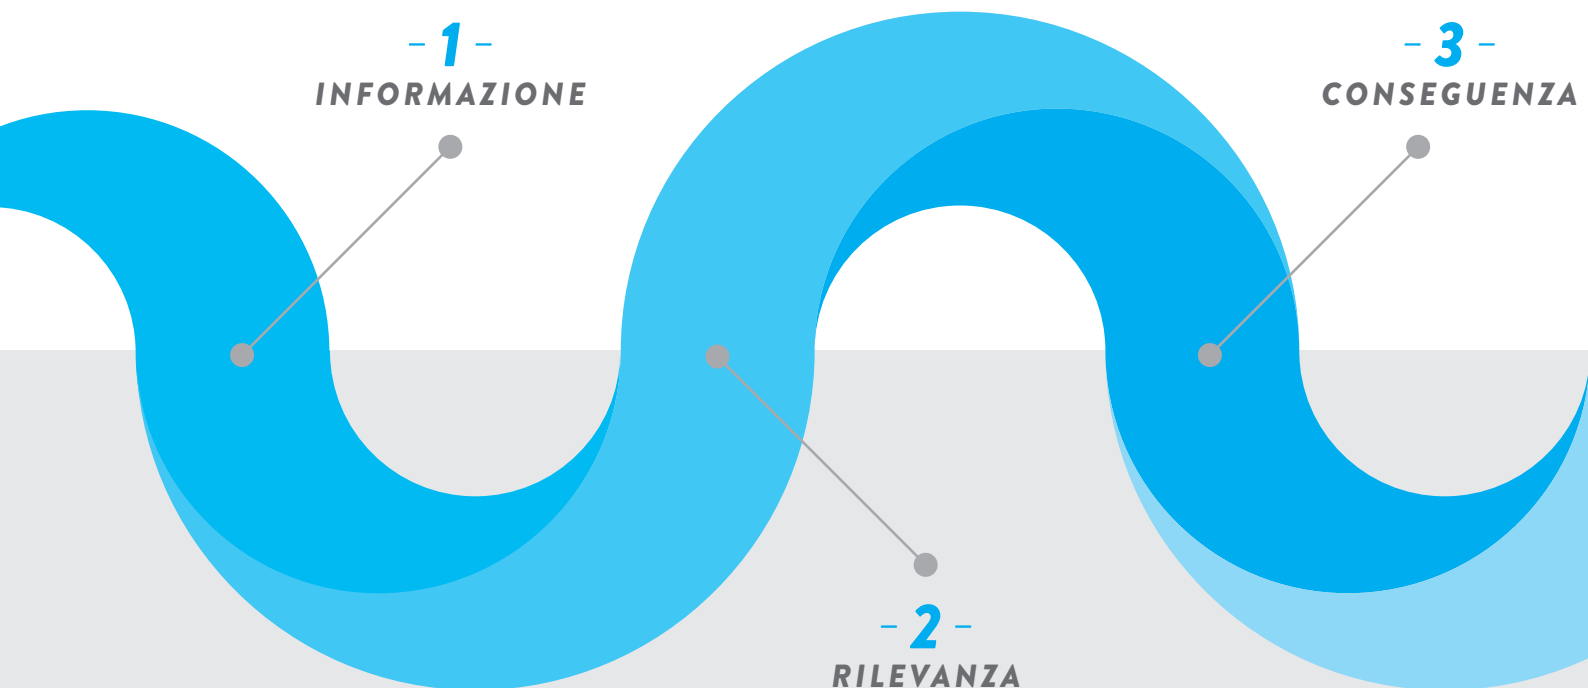 - 1 -
INFORMAZIONE
- 2 -
RILEVANZA
- 3 -
CONSEGUENZA